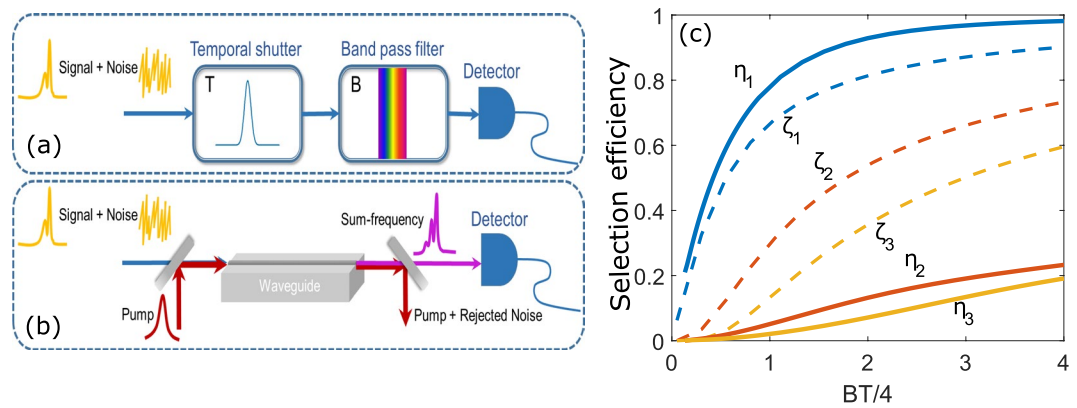 Temporal shutter
Band pass filter
Signal + Noise
T
B
Detector
(a)
Signal + Noise
Sum-frequency
Detector
Waveguide
Pump
Pump + Rejected Noise
(b)
(c)
Selection efficiency
1
0.8
0.6
0.4
0.2
0
η1
ζ1
ζ2
ζ3
η2
η3
0
1
2
3
4
BT/4